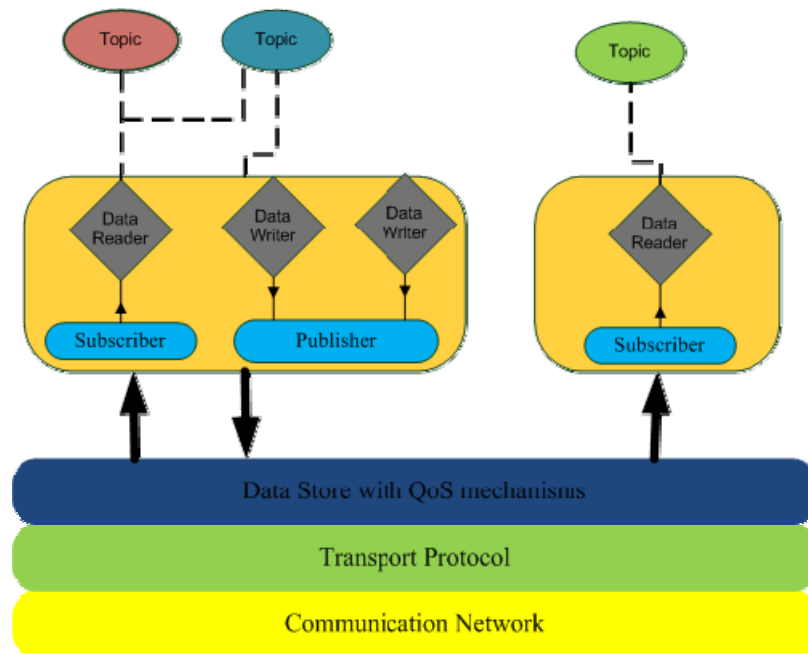 Topic
Topic
Topic
Data
Reader
Data
Writer
Data
Writer
Data
Reader
Subscriber
Publisher
Subscriber
Data Store with QoS mechanisms
Transport Protocol
Communication Network